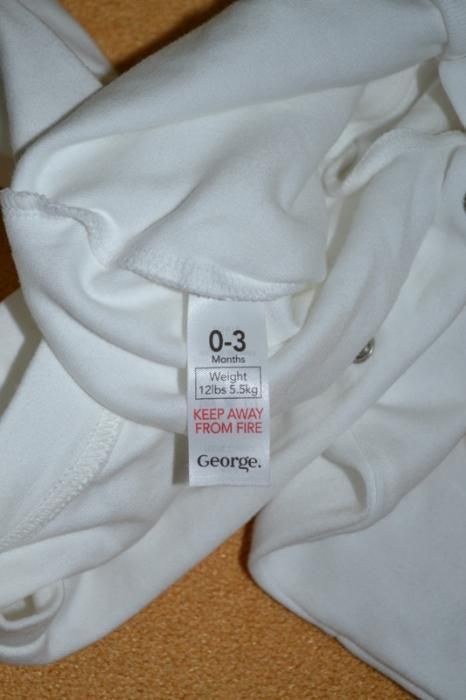 0-3
Months
Weight
12lbs 5.5kg
KEEP AWAY
FROM FIRE
George.